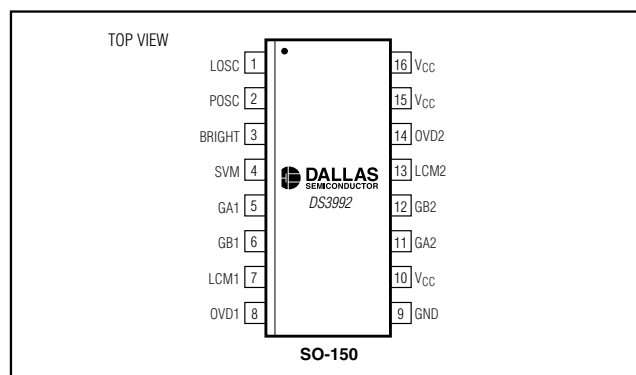 TOP VIEW
LOSC 1
POSC 2
BRIGHT 3
SVM 4
GA1 5
GB1 6
LCM1 7
OVD1 8
DALLAS
SEMICONDUCTOR
DS3992
16 VCC
15 VCC
14 OVD2
13 LCM2
12 GB2
11 GA2
10 VCC
9 GND
SO-150